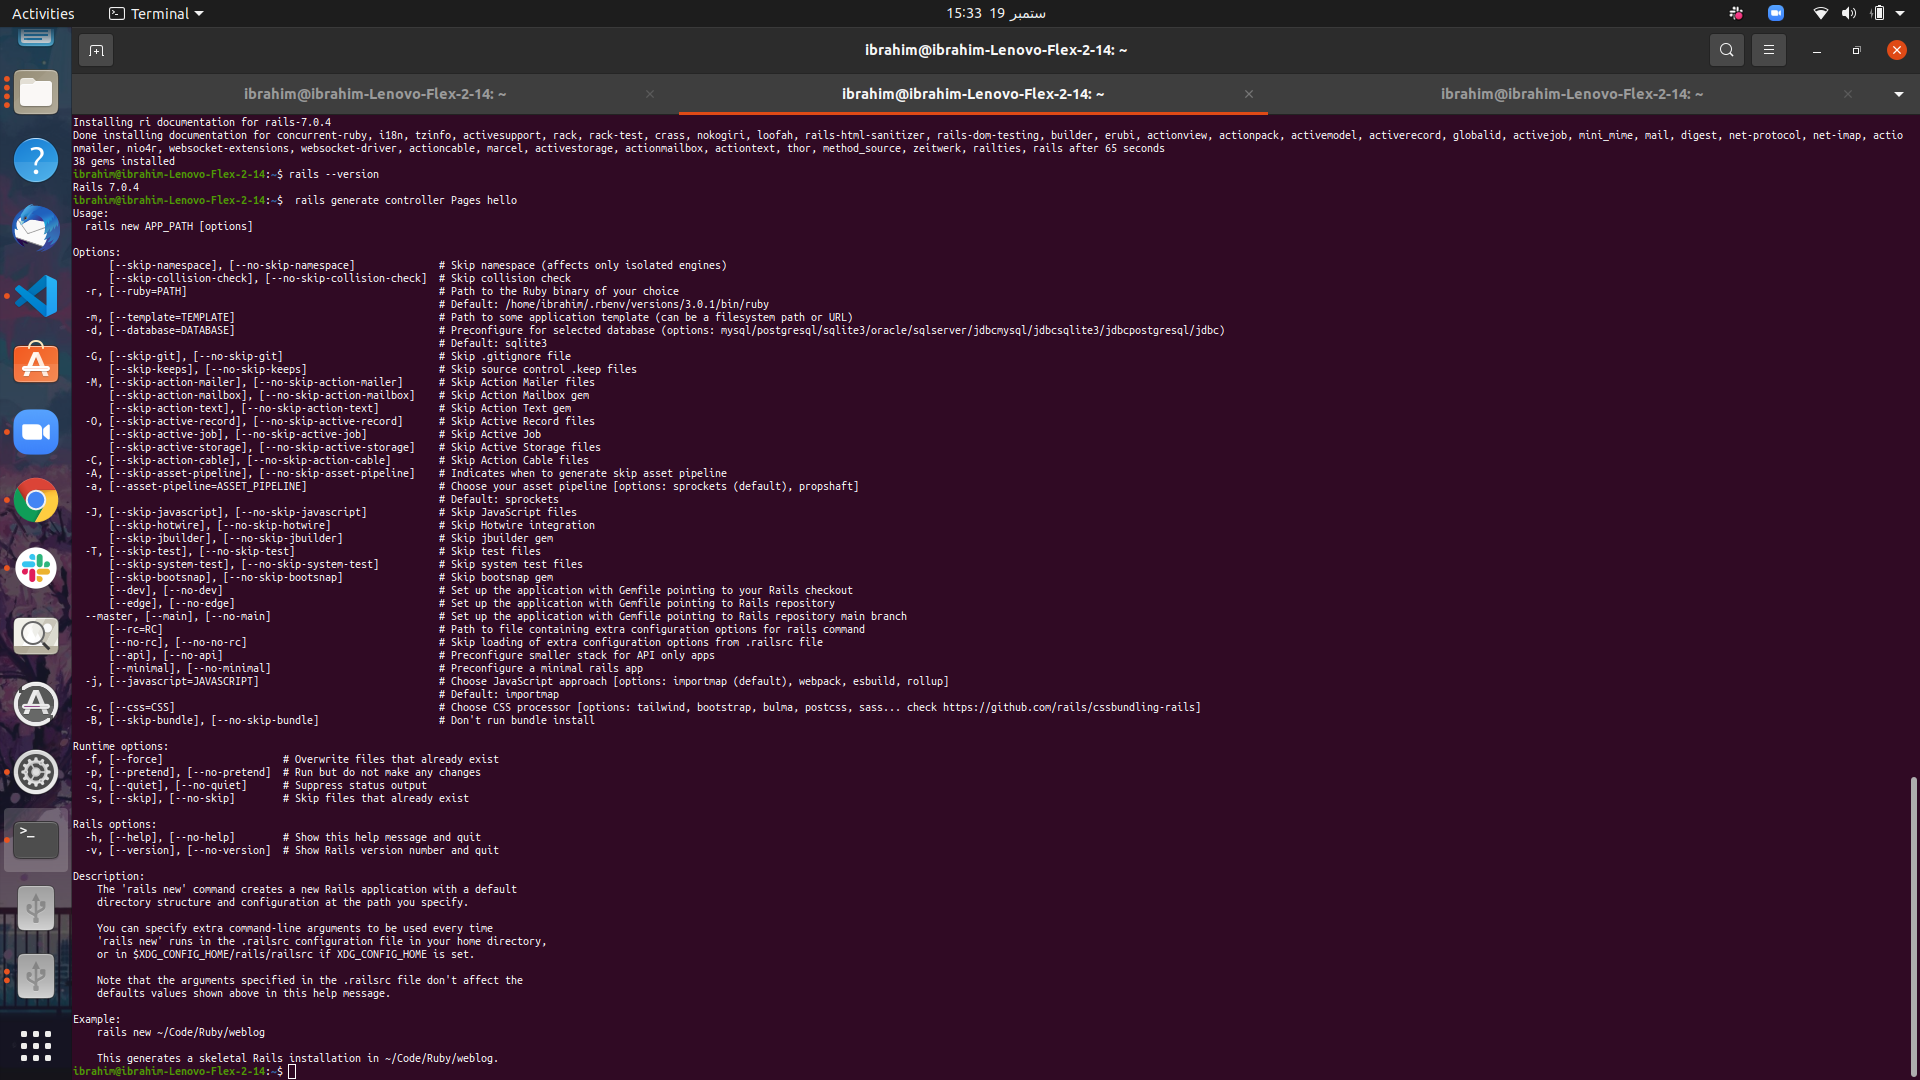 Activities
Terminal
15:33 19 سبتمبر
ibrahim@ibrahim-Lenovo-Flex-2-14: ~
ibrahim@ibrahim-Lenovo-Flex-2-14: ~
ibrahim@ibrahim-Lenovo-Flex-2-14: ~
ibrahim@ibrahim-Lenovo-Flex-2-14: ~
Installing ri documentation for rails-7.0.4
Done installing documentation for concurrent-ruby, i18n, tzinfo, activesupport, rack, rack-test, crass, nokogiri, loofah, rails-html-sanitizer, rails-dom-testing, builder, erubi, actionview, actionpack, activemodel, activerecord, globalid, activejob, mini_mime, mail, digest, net-protocol, net-imap, actio
nmailer, nio4r, websocket-extensions, websocket-driver, actioncable, marcel, activestorage, actionmailbox, actiontext, thor, method_source, zeitwerk, railties, rails after 65 seconds
38 gems installed
ibrahim@ibrahim-Lenovo-Flex-2-14:~$ rails --version
Rails 7.0.4
ibrahim@ibrahim-Lenovo-Flex-2-14:~$  rails generate controller Pages hello
Usage:
  rails new APP_PATH [options]

Options:
      [--skip-namespace], [--no-skip-namespace]              # Skip namespace (affects only isolated engines)
      [--skip-collision-check], [--no-skip-collision-check]  # Skip collision check
  -r, [--ruby=PATH]                                          # Path to the Ruby binary of your choice
                                                             # Default: /home/ibrahim/.rbenv/versions/3.0.1/bin/ruby
  -m, [--template=TEMPLATE]                                  # Path to some application template (can be a filesystem path or URL)
  -d, [--database=DATABASE]                                  # Preconfigure for selected database (options: mysql/postgresql/sqlite3/oracle/sqlserver/jdbcmysql/jdbcsqlite3/jdbcpostgresql/jdbc)
                                                             # Default: sqlite3
  -G, [--skip-git], [--no-skip-git]                          # Skip .gitignore file
      [--skip-keeps], [--no-skip-keeps]                      # Skip source control .keep files
  -M, [--skip-action-mailer], [--no-skip-action-mailer]      # Skip Action Mailer files
      [--skip-action-mailbox], [--no-skip-action-mailbox]    # Skip Action Mailbox gem
      [--skip-action-text], [--no-skip-action-text]          # Skip Action Text gem
  -O, [--skip-active-record], [--no-skip-active-record]      # Skip Active Record files
      [--skip-active-job], [--no-skip-active-job]            # Skip Active Job
      [--skip-active-storage], [--no-skip-active-storage]    # Skip Active Storage files
  -C, [--skip-action-cable], [--no-skip-action-cable]        # Skip Action Cable files
  -A, [--skip-asset-pipeline], [--no-skip-asset-pipeline]    # Indicates when to generate skip asset pipeline
  -a, [--asset-pipeline=ASSET_PIPELINE]                      # Choose your asset pipeline [options: sprockets (default), propshaft]
                                                             # Default: sprockets
  -J, [--skip-javascript], [--no-skip-javascript]            # Skip JavaScript files
      [--skip-hotwire], [--no-skip-hotwire]                  # Skip Hotwire integration
      [--skip-jbuilder], [--no-skip-jbuilder]                # Skip jbuilder gem
  -T, [--skip-test], [--no-skip-test]                        # Skip test files
      [--skip-system-test], [--no-skip-system-test]          # Skip system test files
      [--skip-bootsnap], [--no-skip-bootsnap]                # Skip bootsnap gem
      [--dev], [--no-dev]                                    # Set up the application with Gemfile pointing to your Rails checkout
      [--edge], [--no-edge]                                  # Set up the application with Gemfile pointing to Rails repository
  --master, [--main], [--no-main]                            # Set up the application with Gemfile pointing to Rails repository main branch
      [--rc=RC]                                              # Path to file containing extra configuration options for rails command
      [--no-rc], [--no-no-rc]                                # Skip loading of extra configuration options from .railsrc file
      [--api], [--no-api]                                    # Preconfigure smaller stack for API only apps
      [--minimal], [--no-minimal]                            # Preconfigure a minimal rails app
  -j, [--javascript=JAVASCRIPT]                              # Choose JavaScript approach [options: importmap (default), webpack, esbuild, rollup]
                                                             # Default: importmap
  -c, [--css=CSS]                                            # Choose CSS processor [options: tailwind, bootstrap, bulma, postcss, sass... check https://github.com/rails/cssbundling-rails]
  -B, [--skip-bundle], [--no-skip-bundle]                    # Don't run bundle install

Runtime options:
  -f, [--force]                    # Overwrite files that already exist
  -p, [--pretend], [--no-pretend]  # Run but do not make any changes
  -q, [--quiet], [--no-quiet]      # Suppress status output
  -s, [--skip], [--no-skip]        # Skip files that already exist

Rails options:
  -h, [--help], [--no-help]        # Show this help message and quit
  -v, [--version], [--no-version]  # Show Rails version number and quit

Description:
    The 'rails new' command creates a new Rails application with a default
    directory structure and configuration at the path you specify.

    You can specify extra command-line arguments to be used every time
    'rails new' runs in the .railsrc configuration file in your home directory,
    or in $XDG_CONFIG_HOME/rails/railsrc if XDG_CONFIG_HOME is set.

    Note that the arguments specified in the .railsrc file don't affect the
    defaults values shown above in this help message.

Example:
    rails new ~/Code/Ruby/weblog

    This generates a skeletal Rails installation in ~/Code/Ruby/weblog.
ibrahim@ibrahim-Lenovo-Flex-2-14:~$